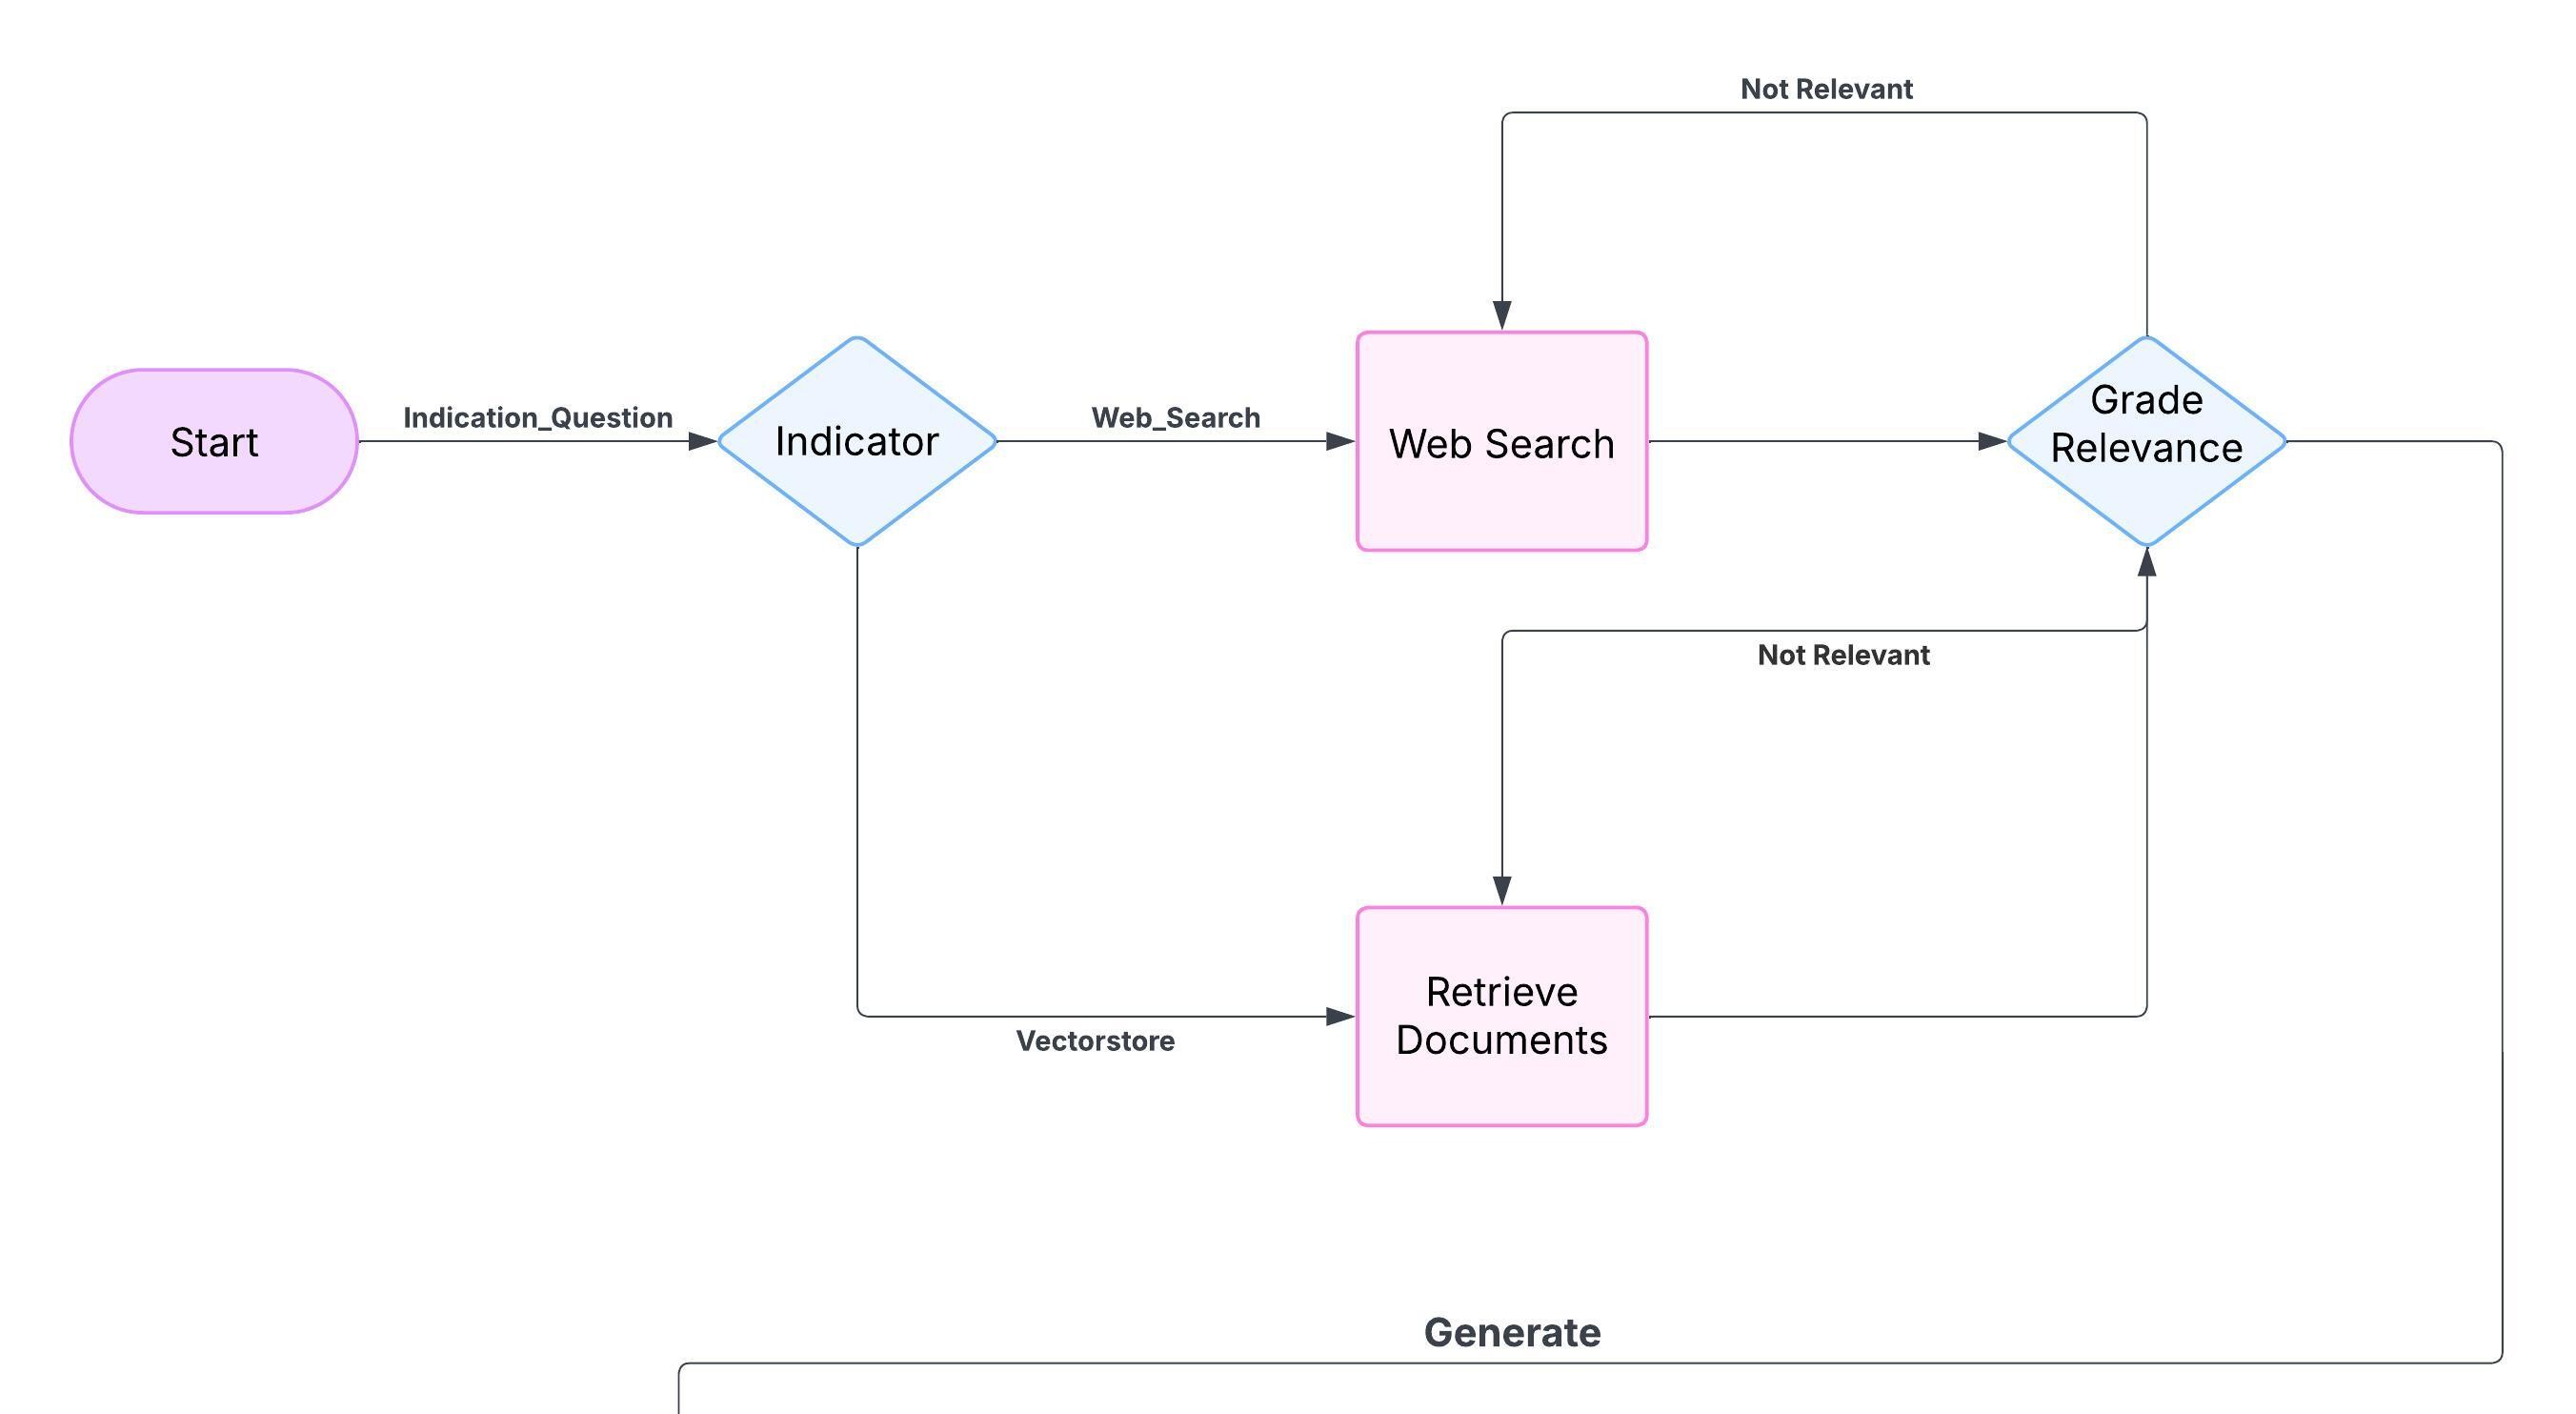 Not Relevant
Start
Indication_Question
Indicator
Web_Search
Web Search
Grade
Relevance
Not Relevant
Retrieve
Documents
Vectorstore
Generate